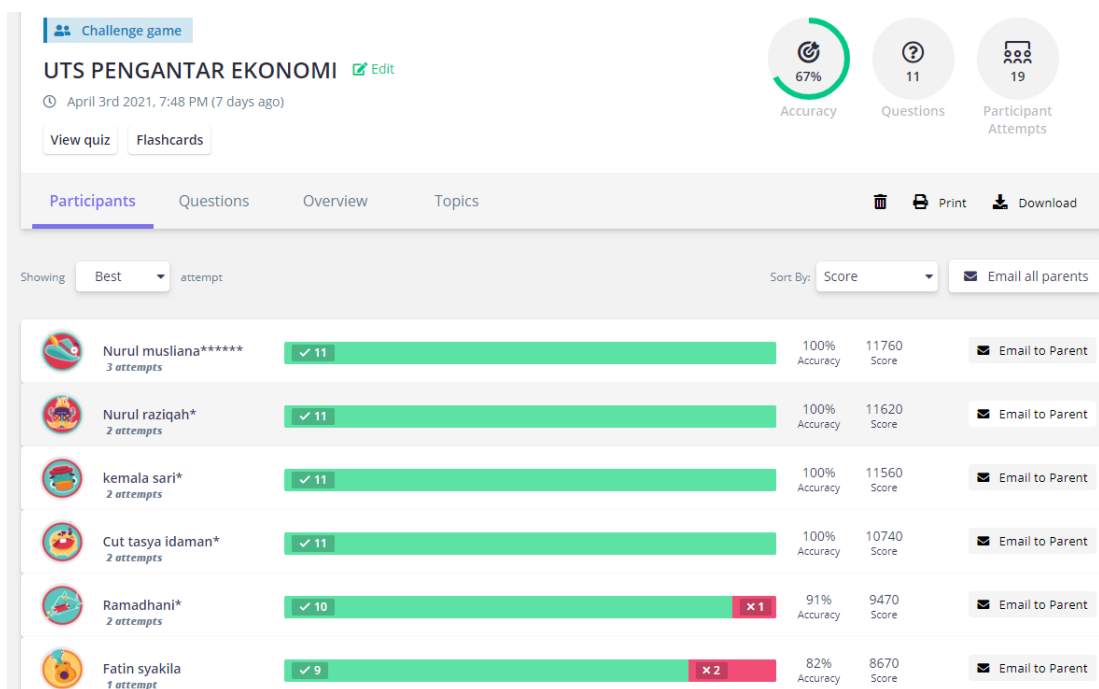 Challenge game
UTS PENGANTAR EKONOMI Edit
April 3rd 2021, 7:48 PM (7 days ago)
View quiz Flashcards
67%
Accuracy
11
Questions
19
Participant
Attempts
Participants Questions Overview Topics Print Download
Showing Best attempt Sort By: Score Email all parents
Nurul musliana******
3 attempts
11
100%
Accuracy
11760
Score
Email to Parent
Nurul raziqah*
2 attempts
11
100%
Accuracy
11620
Score
Email to Parent
kemala sari*
2 attempts
11
100%
Accuracy
11560
Score
Email to Parent
Cut tasya idaman*
2 attempts
11
100%
Accuracy
10740
Score
Email to Parent
Ramadhani*
2 attempts
10
1
91%
Accuracy
9470
Score
Email to Parent
Fatin syakila
1 attempt
9
2
82%
Accuracy
8670
Score
Email to Parent